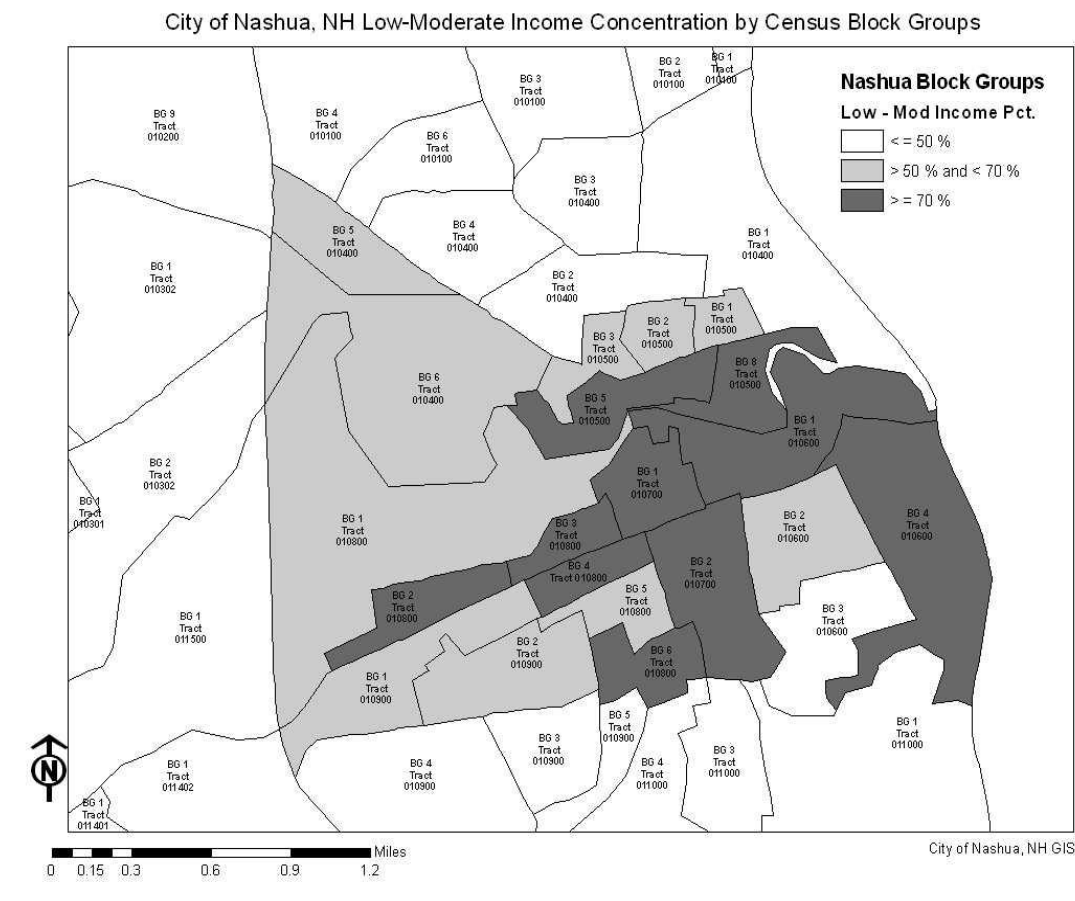 City of Nashua, NH Low-Moderate Income Concentration by Census Block Groups
Nashua Block Groups
Low - Mod Income Pct.
< = 50 %
> 50 % and < 70 %
> = 70 %
BG 9
Tract
010200
BG 4
Tract
010100
BG 3
Tract
010100
BG 2
Tract
010100
BG 1
Tract
010100
BG 6
Tract
010100
BG 3
Tract
010400
BG 5
Tract
010400
BG 4
Tract
010400
BG 1
Tract
010400
BG 1
Tract
010302
BG 2
Tract
010400
BG 3
Tract
010500
BG 2
Tract
010500
BG 1
Tract
010500
BG 6
Tract
010400
BG 5
Tract
010500
BG 8
Tract
010500
BG 1
Tract
010600
BG 2
Tract
010302
BG 1
Tract
010301
BG 1
Tract
010700
BG 1
Tract
010800
BG 3
Tract
010800
BG 2
Tract
010600
BG 4
Tract
010600
BG 4
Tract 010800
BG 2
Tract
010700
BG 2
Tract
010800
BG 5
Tract
010800
BG 3
Tract
010600
BG 1
Tract
011500
BG 2
Tract
010900
BG 6
Tract
010800
BG 1
Tract
010900
BG 5
Tract
010900
BG 1
Tract
011000
BG 3
Tract
010900
BG 3
Tract
011000
BG 1
Tract
011402
BG 4
Tract
010900
BG 4
Tract
011000
BG 1
Tract
011401
N
Miles
0 0.15 0.3 0.6 0.9 1.2
City of Nashua, NH GIS